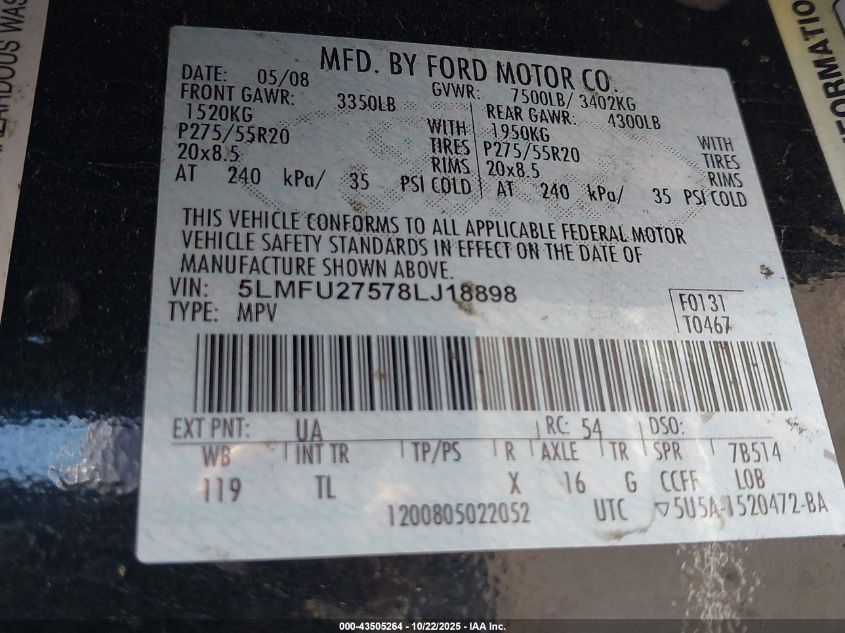 MFD. BY FORD MOTOR CO.
DATE: 05/08 GVWR: 7500LB/ 3402KG
FRONT GAWR: 3350LB REAR GAWR: 4300LB
1520KG WITH 1950KG WITH
P275/55R20 TIRES P275/55R20 TIRES
20x8.5 RIMS 20x8.5 RIMS
AT 240 kPa/ 35 PSI COLD AT 240 kPa/ 35 PSI COLD
THIS VEHICLE CONFORMS TO ALL APPLICABLE FEDERAL MOTOR
VEHICLE SAFETY STANDARDS IN EFFECT ON THE DATE OF
MANUFACTURE SHOWN ABOVE.
VIN: 5LMFU27578LJ18898
TYPE: MPV
F0131
T0467
EXT PNT: UA RC: 54 DSO:
WB INT TR TP/PS R AXLE TR SPR 7B514
119 TL X 16 G CCFF LOB
1200805022052 UTC ▽5U5A-1520472-BA
000-43505264 - 10/22/2025 - IAA Inc.